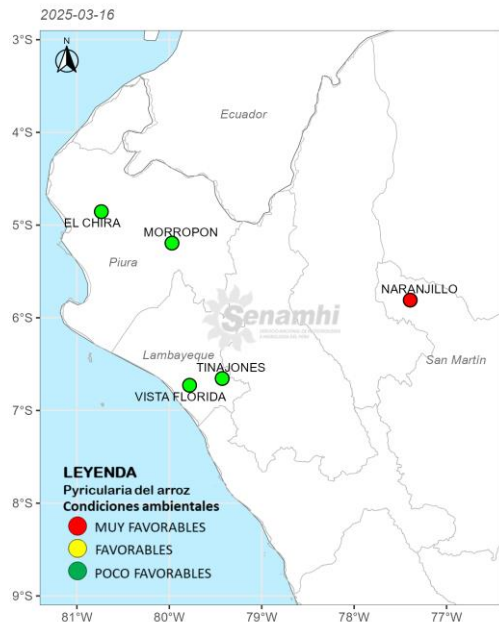 2025-03-16
3°S
N
Ecuador
4°S
EL CHIRA
5°S
MORROPON
Piura
NARANJILLO
6°S
Senamhi
Lambayeque
TINAJONES
San Martín
VISTA FLORIDA
7°S
LEYENDA
Pyricularia del arroz
Condiciones ambientales
MUY FAVORABLES
8°S
FAVORABLES
POCO FAVORABLES
9°S
81°W 80°W 79°W 78°W 77°W